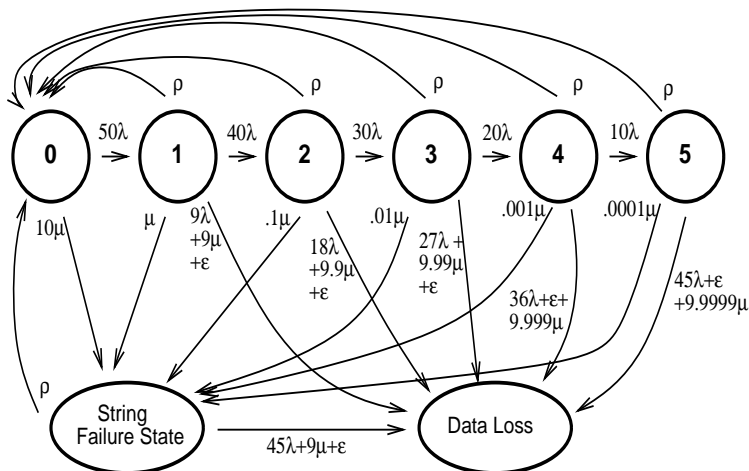 ρ ρ ρ ρ ρ
50λ 40λ 30λ 20λ 10λ
0 1 2 3 4 5
10μ μ 9λ
+9μ
+ε
.1μ 18λ
+9.9μ
+ε
.01μ 27λ +
9.99μ
+ε
.001μ 36λ+ε+
9.999μ
.0001μ 45λ+ε
+9.9999μ
ρ
String
Failure State
45λ+9μ+ε
Data Loss